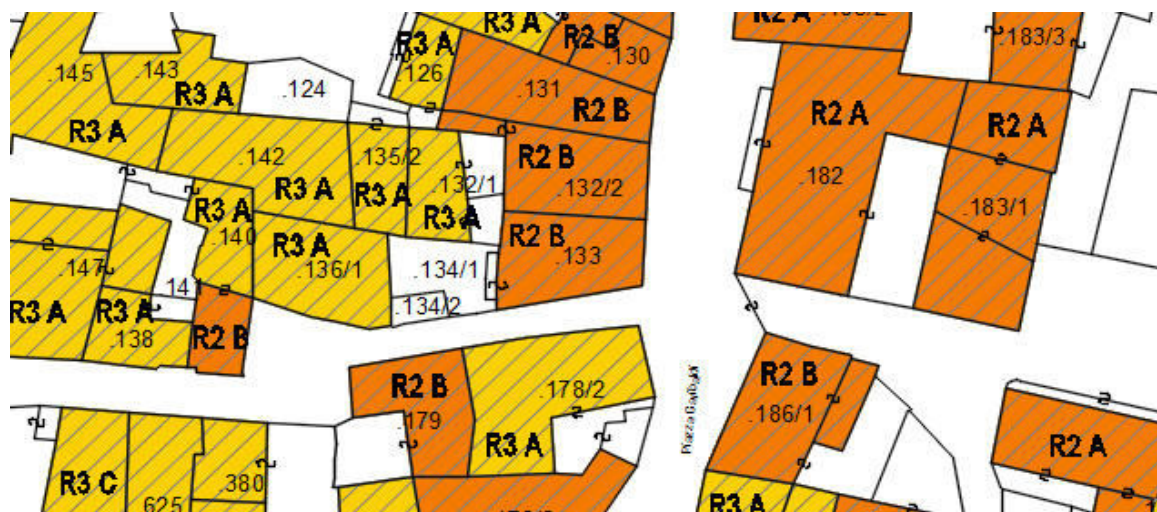 R3 A
R2 B
.130
R2 A
.183/3
R3 A
.126
.145
.143
R3 A
.124
.131
R2 B
R2 A
R2 A
R3 A
.142
.135/2
R2 B
R3 A
R3 A
.132/1
.132/2
.182
R3 A
R3 A
.183/1
.140
R3 A
R2 B
.133
.147
.136/1
.134/1
.134/2
R3 A
R3 A
.138
R2 B
R2 B
.178/2
.179
R2 B
.186/1
R3 A
R2 A
R3 C
.380
625
R3 A
Piazza